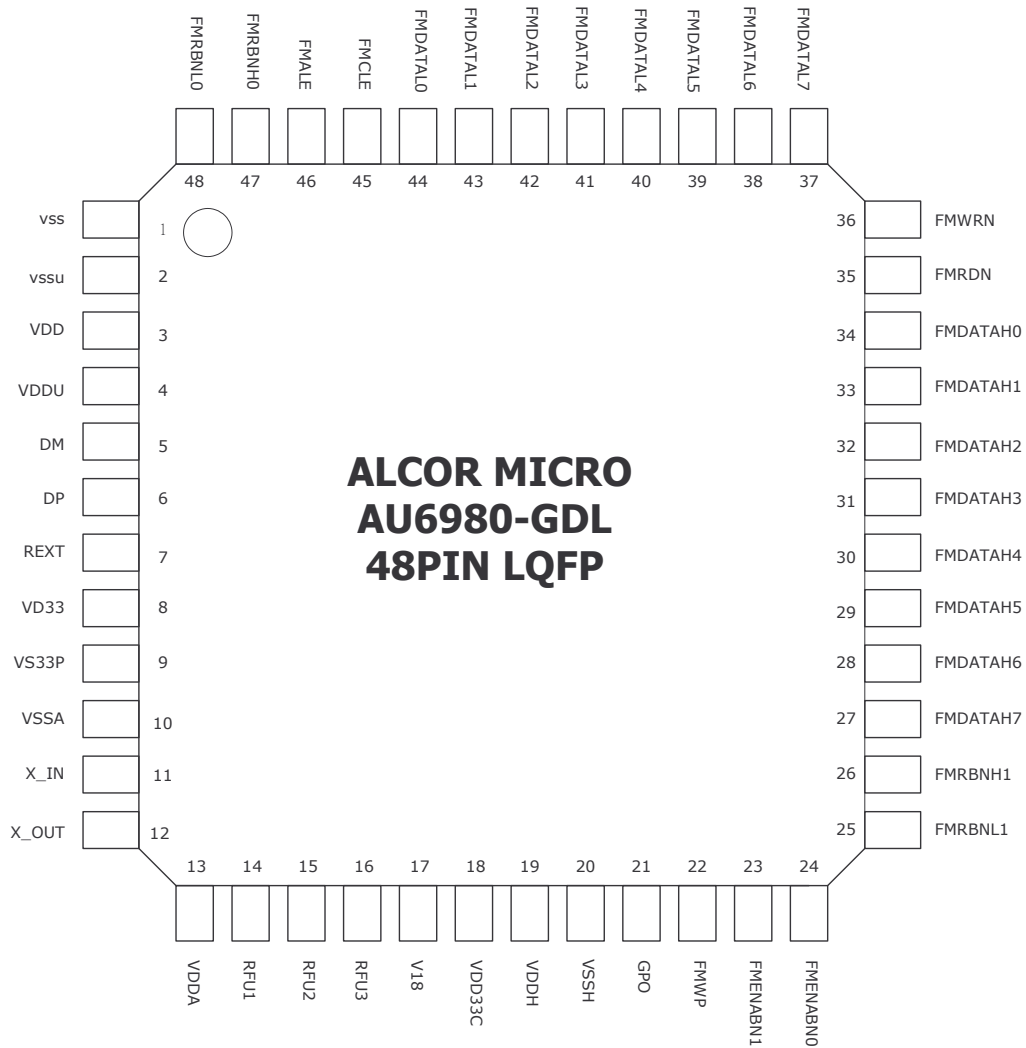 FMRBNL0
FMRBNH0
FMALE
FMCLE
FMDATAL0
FMDATAL1
FMDATAL2
FMDATAL3
FMDATAL4
FMDATAL5
FMDATAL6
FMDATAL7
48 47 46 45 44 43 42 41 40 39 38 37
vss 1 36 FMWRN
vssu 2 35 FMRDN
VDD 3 34 FMDATAH0
VDDU 4 33 FMDATAH1
DM 5 32 FMDATAH2
DP 6 31 FMDATAH3
REXT 7 30 FMDATAH4
VD33 8 29 FMDATAH5
VS33P 9 28 FMDATAH6
VSSA 10 27 FMDATAH7
X_IN 11 26 FMRBNH1
X_OUT 12 25 FMRBNL1
ALCOR MICRO
AU6980-GDL
48PIN LQFP
13 14 15 16 17 18 19 20 21 22 23 24
VDDA
RFU1
RFU2
RFU3
V18
VDD33C
VDDH
VSSH
GPO
FMWP
FMENABN1
FMENABN0